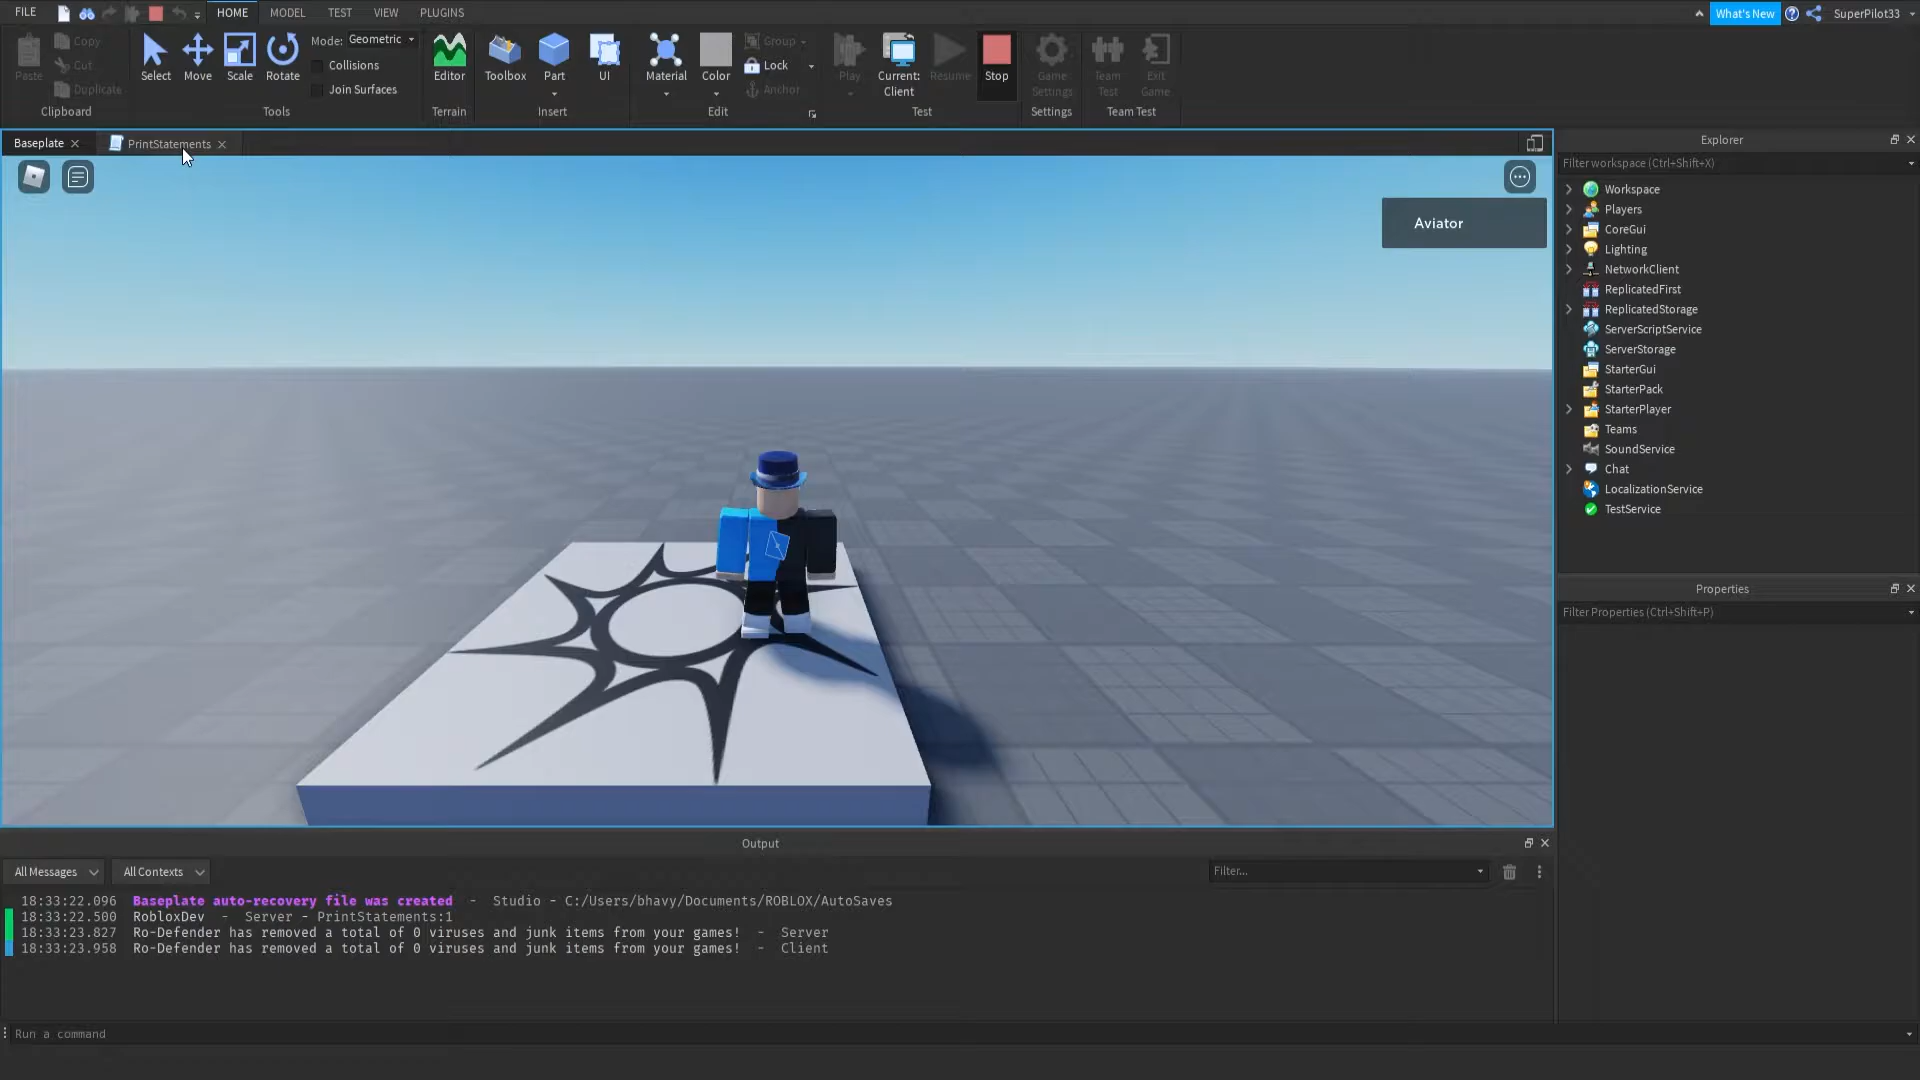 FILE HOME MODEL TEST VIEW PLUGINS What's New SuperPilot33
Paste Copy Cut Duplicate
Clipboard
Select Move Scale Rotate
Mode: Geometric
Collisions
Join Surfaces
Tools
Editor
Terrain
Toolbox Part UI
Insert
Material Color Group Lock Anchor
Edit
Play Current: Client Resume Stop
Test
Game Settings
Settings
Team Test Exit Game
Team Test
Baseplate PrintStatements
Aviator
Explorer
Filter workspace (Ctrl+Shift+X)
Workspace
Players
CoreGui
Lighting
NetworkClient
ReplicatedFirst
ReplicatedStorage
ServerScriptService
ServerStorage
StarterGui
StarterPack
StarterPlayer
Teams
SoundService
Chat
LocalizationService
TestService
Properties
Filter Properties (Ctrl+Shift+P)
Output
All Messages All Contexts Filter...
18:33:22.096 Baseplate auto-recovery file was created - Studio - C:/Users/bhavy/Documents/ROBLOX/AutoSaves
18:33:22.500 RobloxDev - Server - PrintStatements:1
18:33:23.827 Ro-Defender has removed a total of 0 viruses and junk items from your games! - Server
18:33:23.958 Ro-Defender has removed a total of 0 viruses and junk items from your games! - Client
Run a command